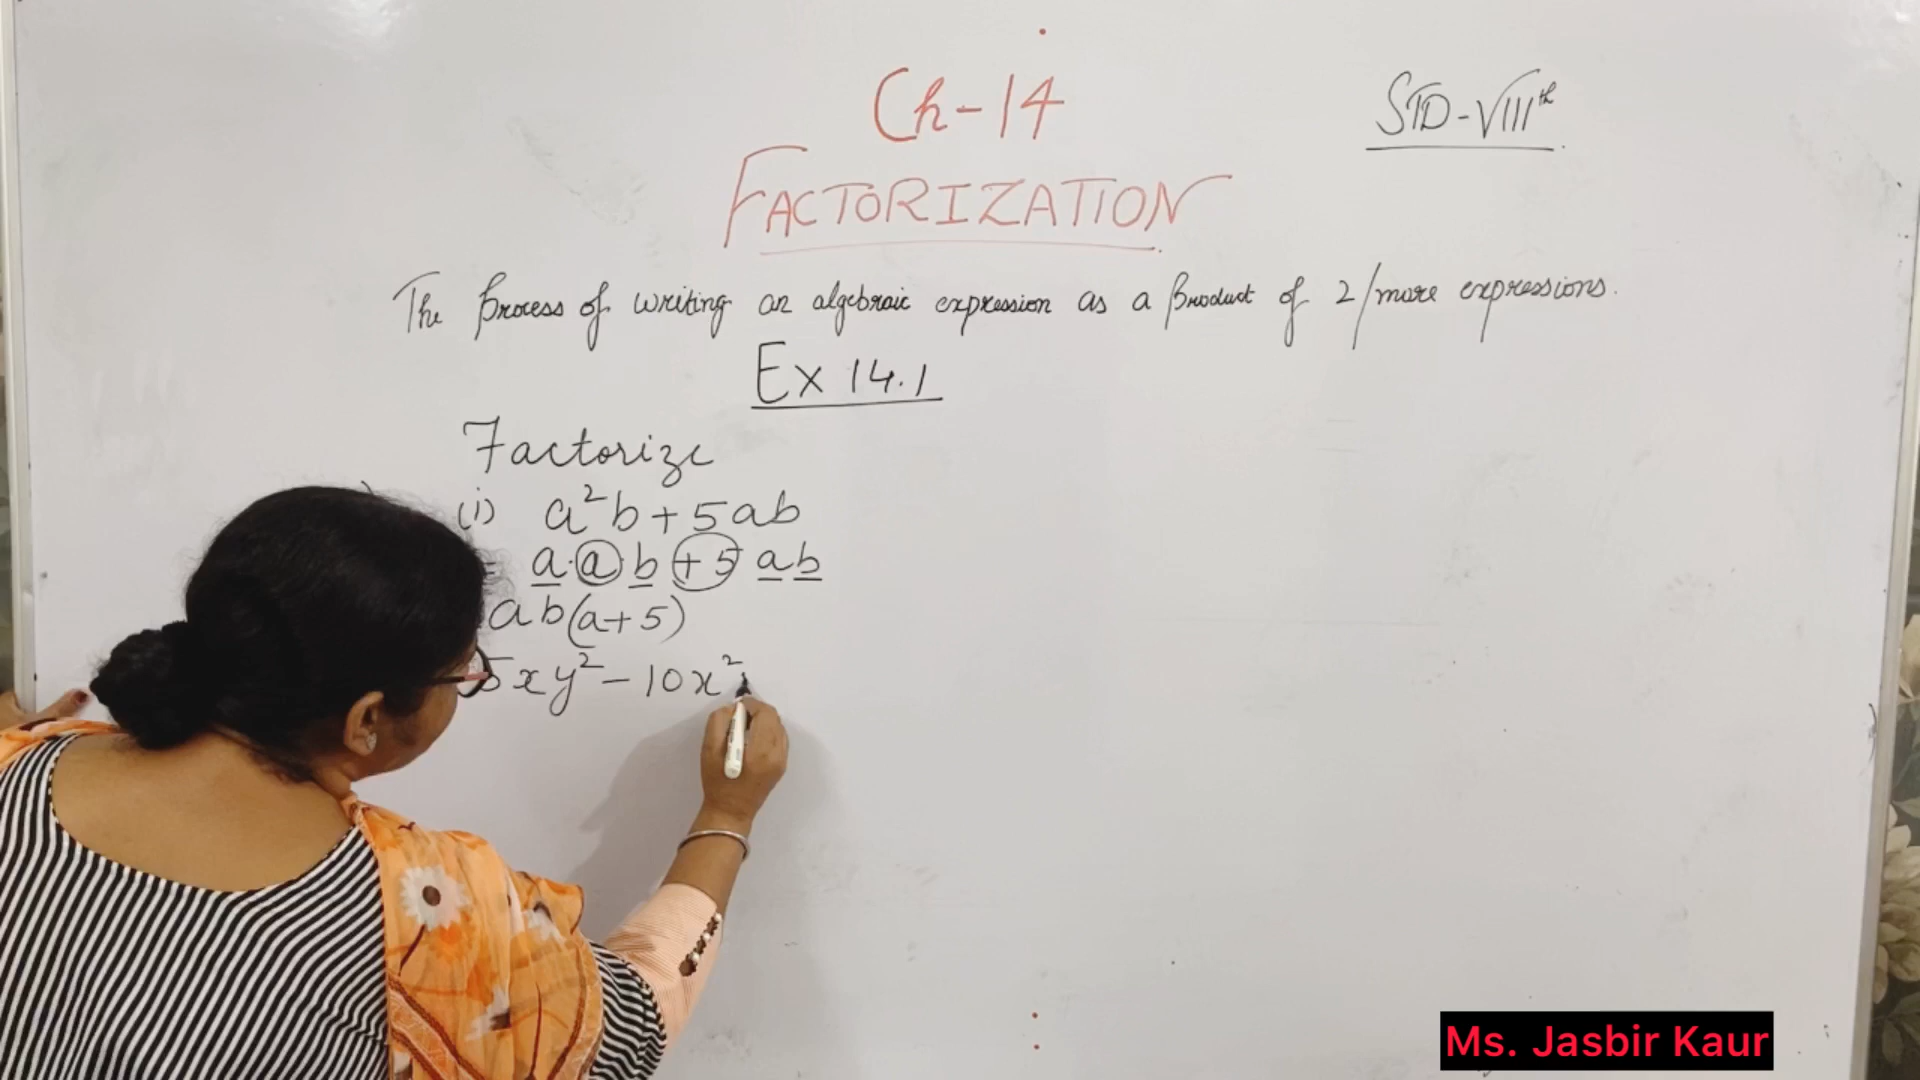 Ch-14
STD-VIIIth
FACTORIZATION
The process of writing an algebraic expression as a product of 2/more expressions.
Ex 14.1
Factorize
(i) a²b + 5ab
= a·a b + 5 ab
ab(a+5)
5xy² - 10x²
Ms. Jasbir Kaur